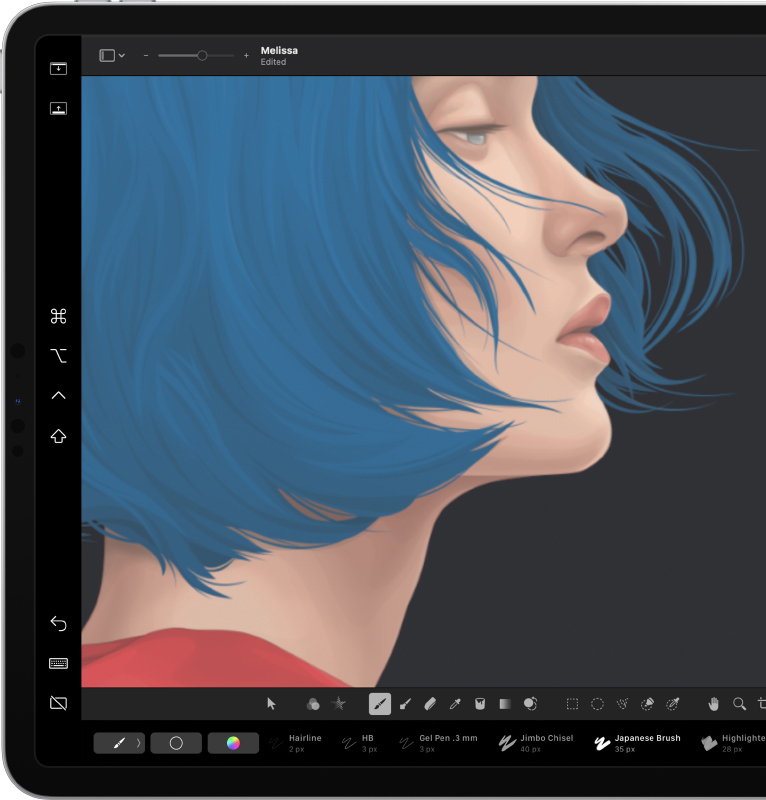 Melissa
Edited
Hairline
2 px
HB
3 px
Gel Pen .3 mm
3 px
Jimbo Chisel
40 px
Japanese Brush
35 px
Highlighte
28 px